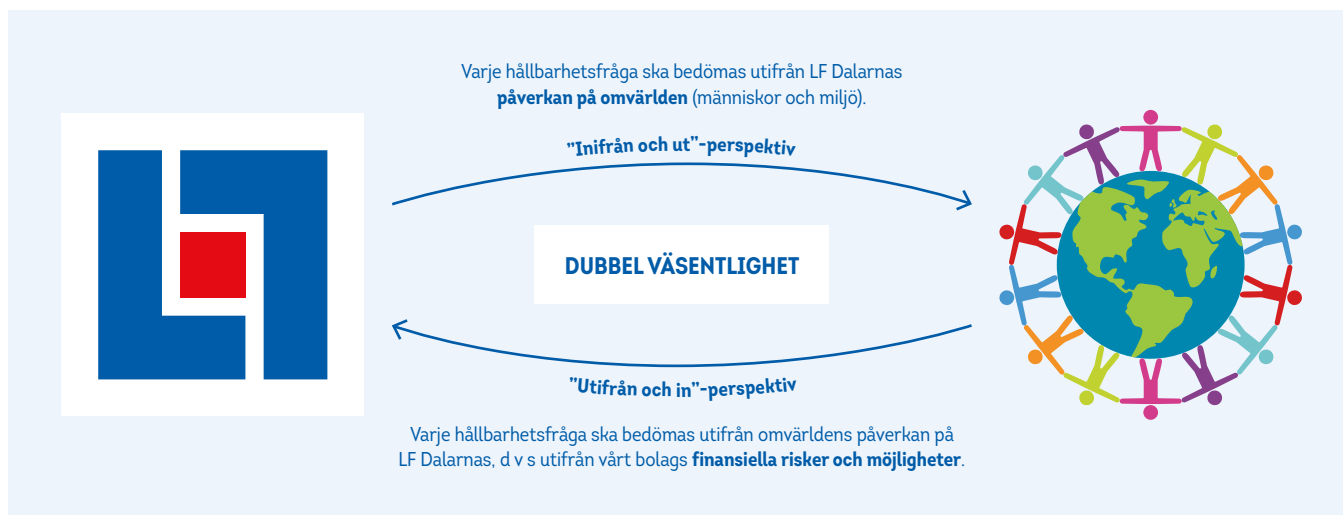 Varje hållbarhetsfråga ska bedömas utifrån LF Dalarnas
påverkan på omvärlden (människor och miljö).
”Inifrån och ut”-perspektiv
DUBBEL VÄSENTLIGHET
”Utifrån och in”-perspektiv
Varje hållbarhetsfråga ska bedömas utifrån omvärldens påverkan på
LF Dalarnas, d v s utifrån vårt bolags finansiella risker och möjligheter.